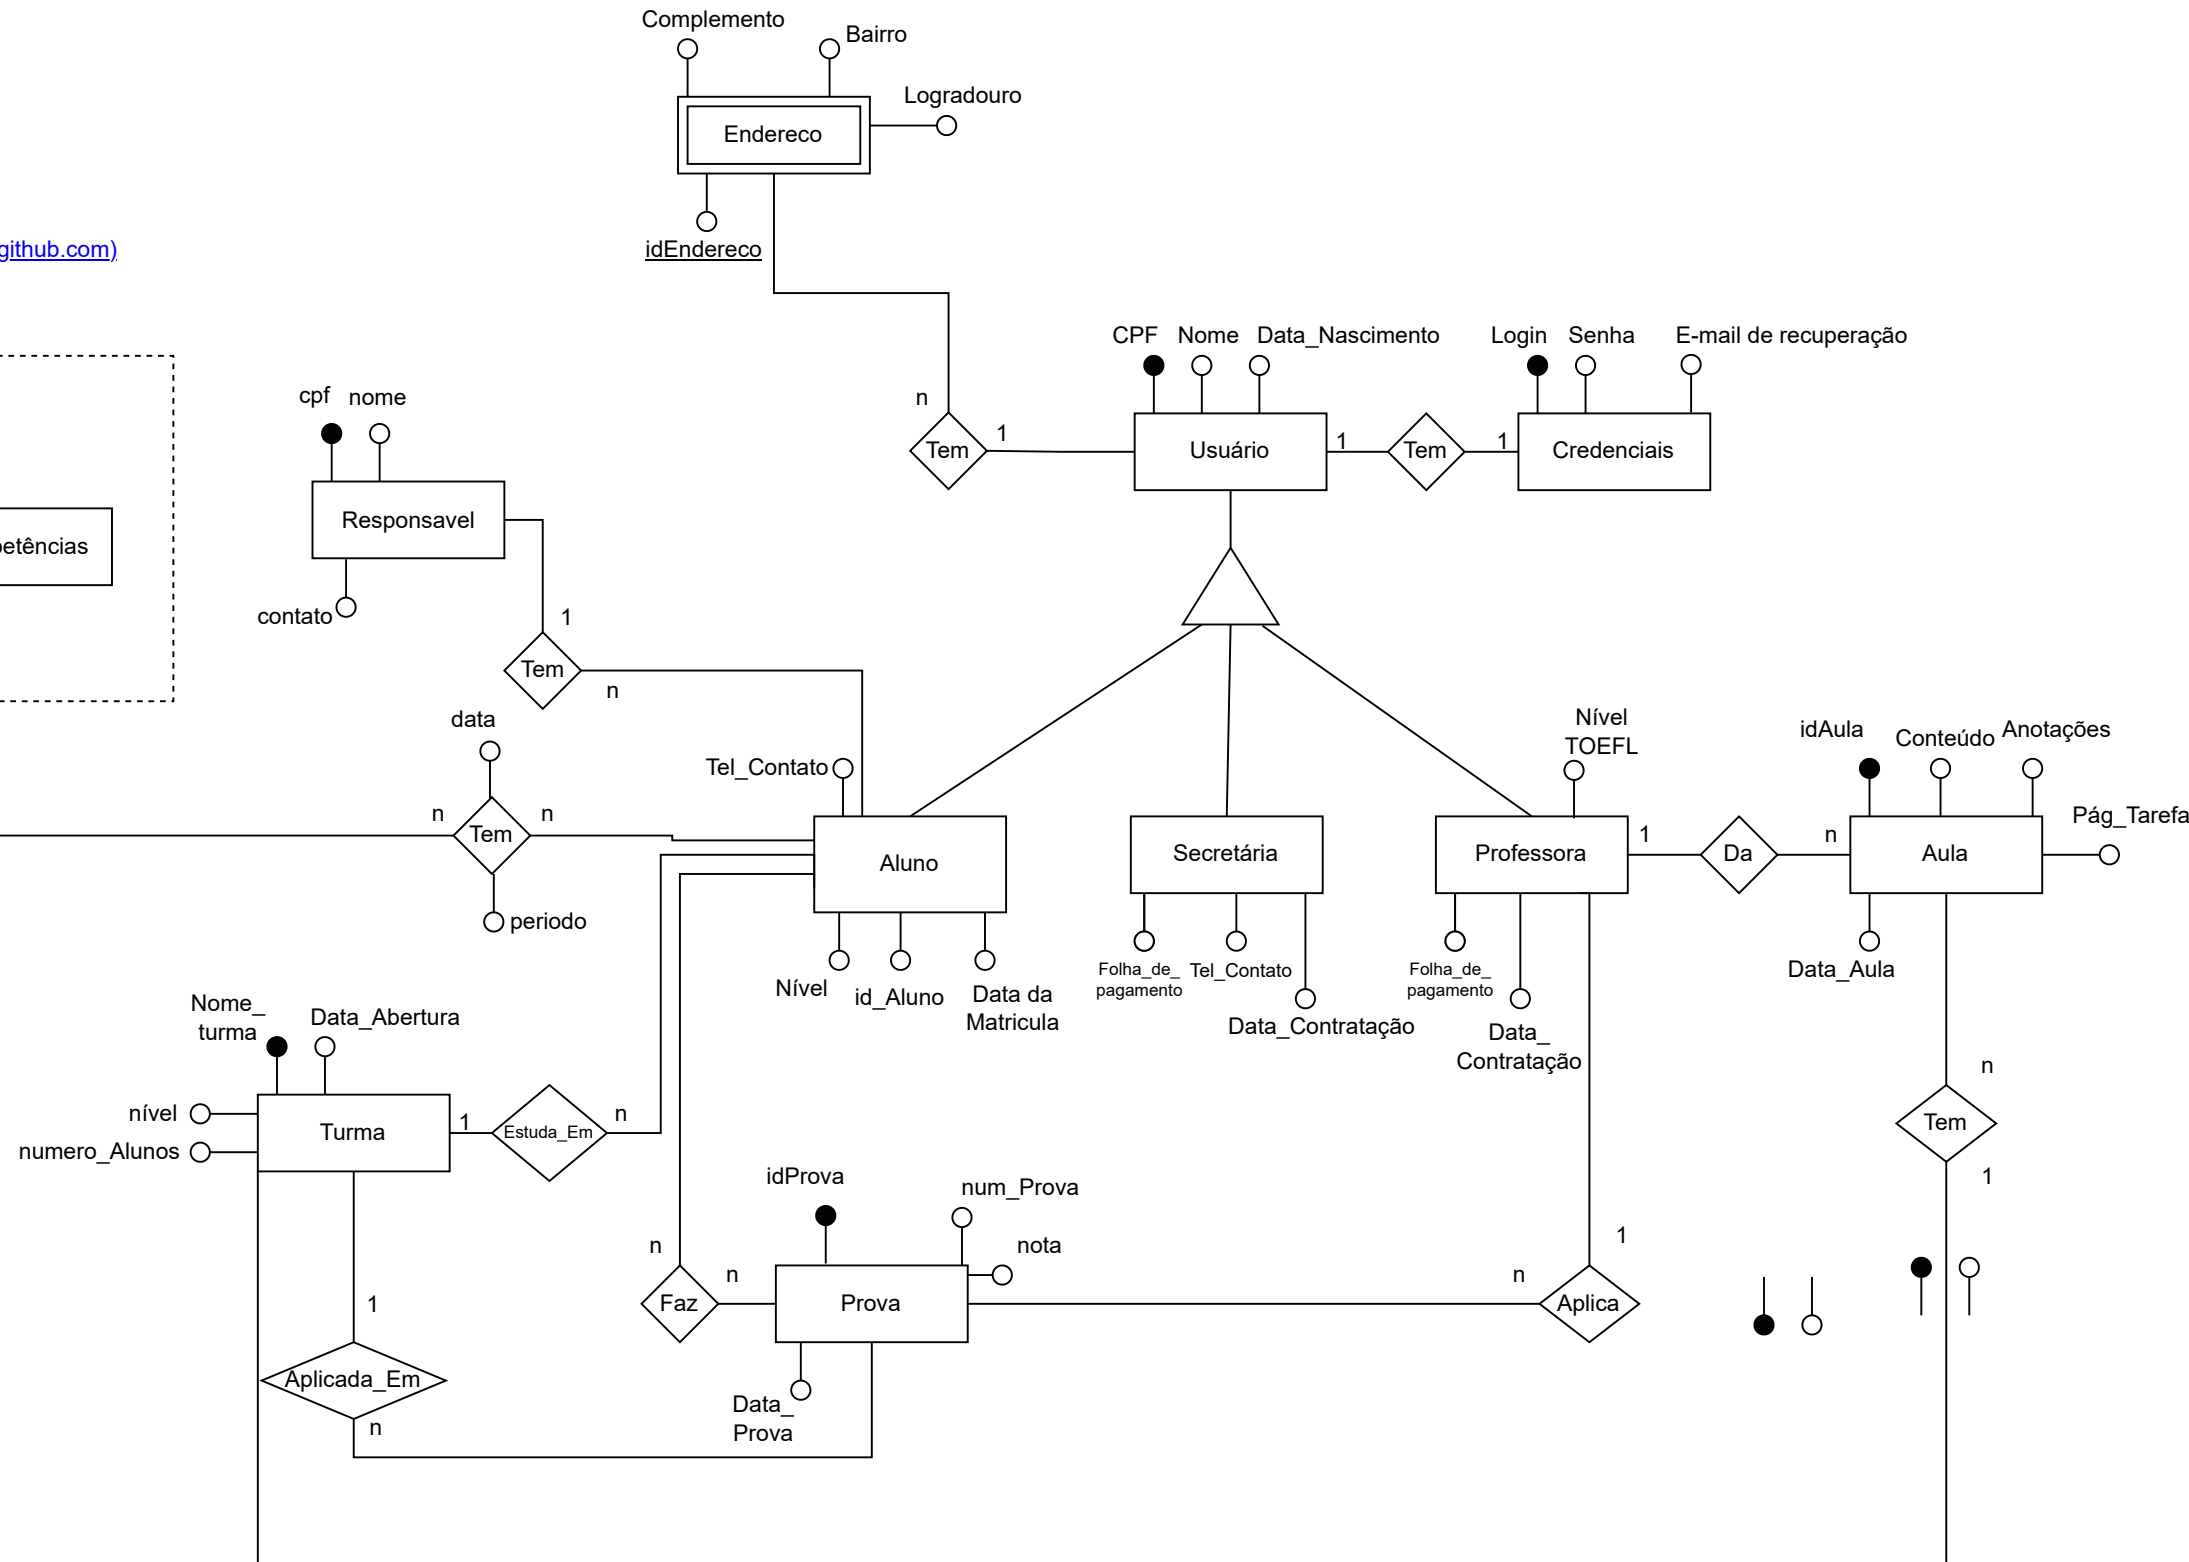 Complemento
Bairro
Logradouro
Endereco
idEndereco
github.com)
CPF
Nome
Data_Nascimento
Login
Senha
E-mail de recuperação
cpf
nome
n
1
Tem
Usuário
1
Tem
1
Credenciais
Responsavel
petências
contato
1
Tem
n
data
Nível
TOEFL
idAula
Conteúdo
Anotações
Tel_Contato
n
Tem
n
Pág_Tarefa
Aluno
Secretária
Professora
1
Da
n
Aula
periodo
Folha_de_
pagamento
Tel_Contato
Folha_de_
pagamento
Data_Aula
Nível
id_Aluno
Data da
Matricula
Data_Contratação
Data_
Contratação
Nome_
turma
Data_Abertura
nível
numero_Alunos
Turma
1
Estuda_Em
n
n
Tem
1
idProva
num_Prova
nota
n
n
Faz
Prova
n
1
Aplica
1
Aplicada_Em
n
Data_
Prova